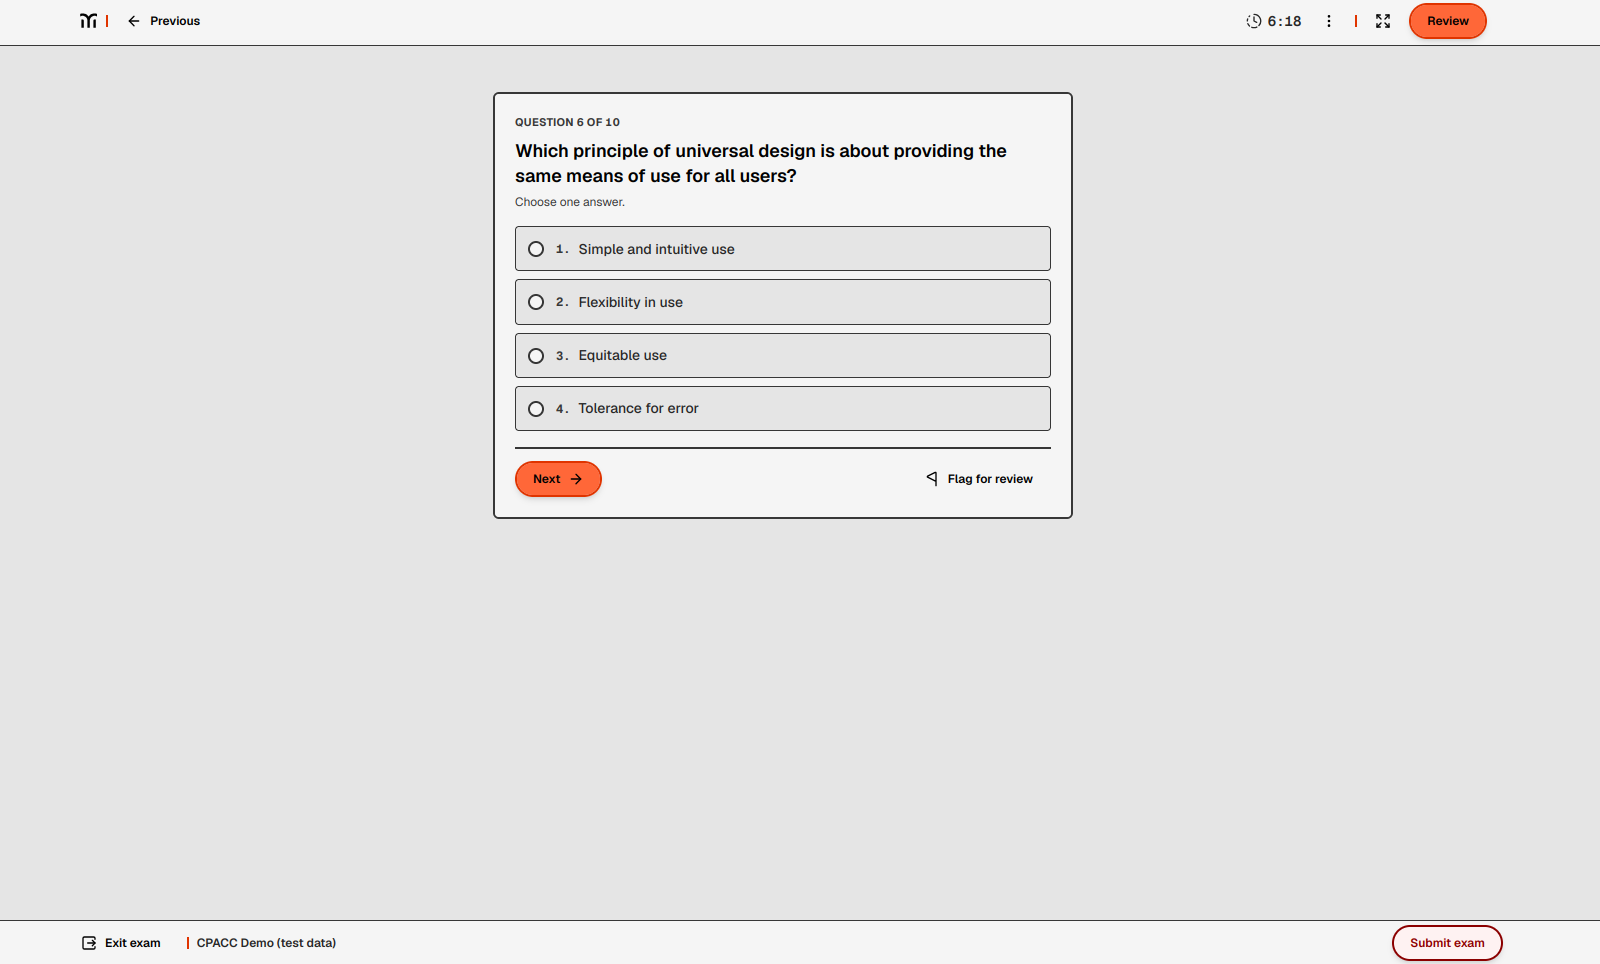 Previous
6:18
Review
QUESTION 6 OF 10
Which principle of universal design is about providing the
same means of use for all users?
Choose one answer.
1. Simple and intuitive use
2. Flexibility in use
3. Equitable use
4. Tolerance for error
Next
Flag for review
Exit exam
CPACC Demo (test data)
Submit exam